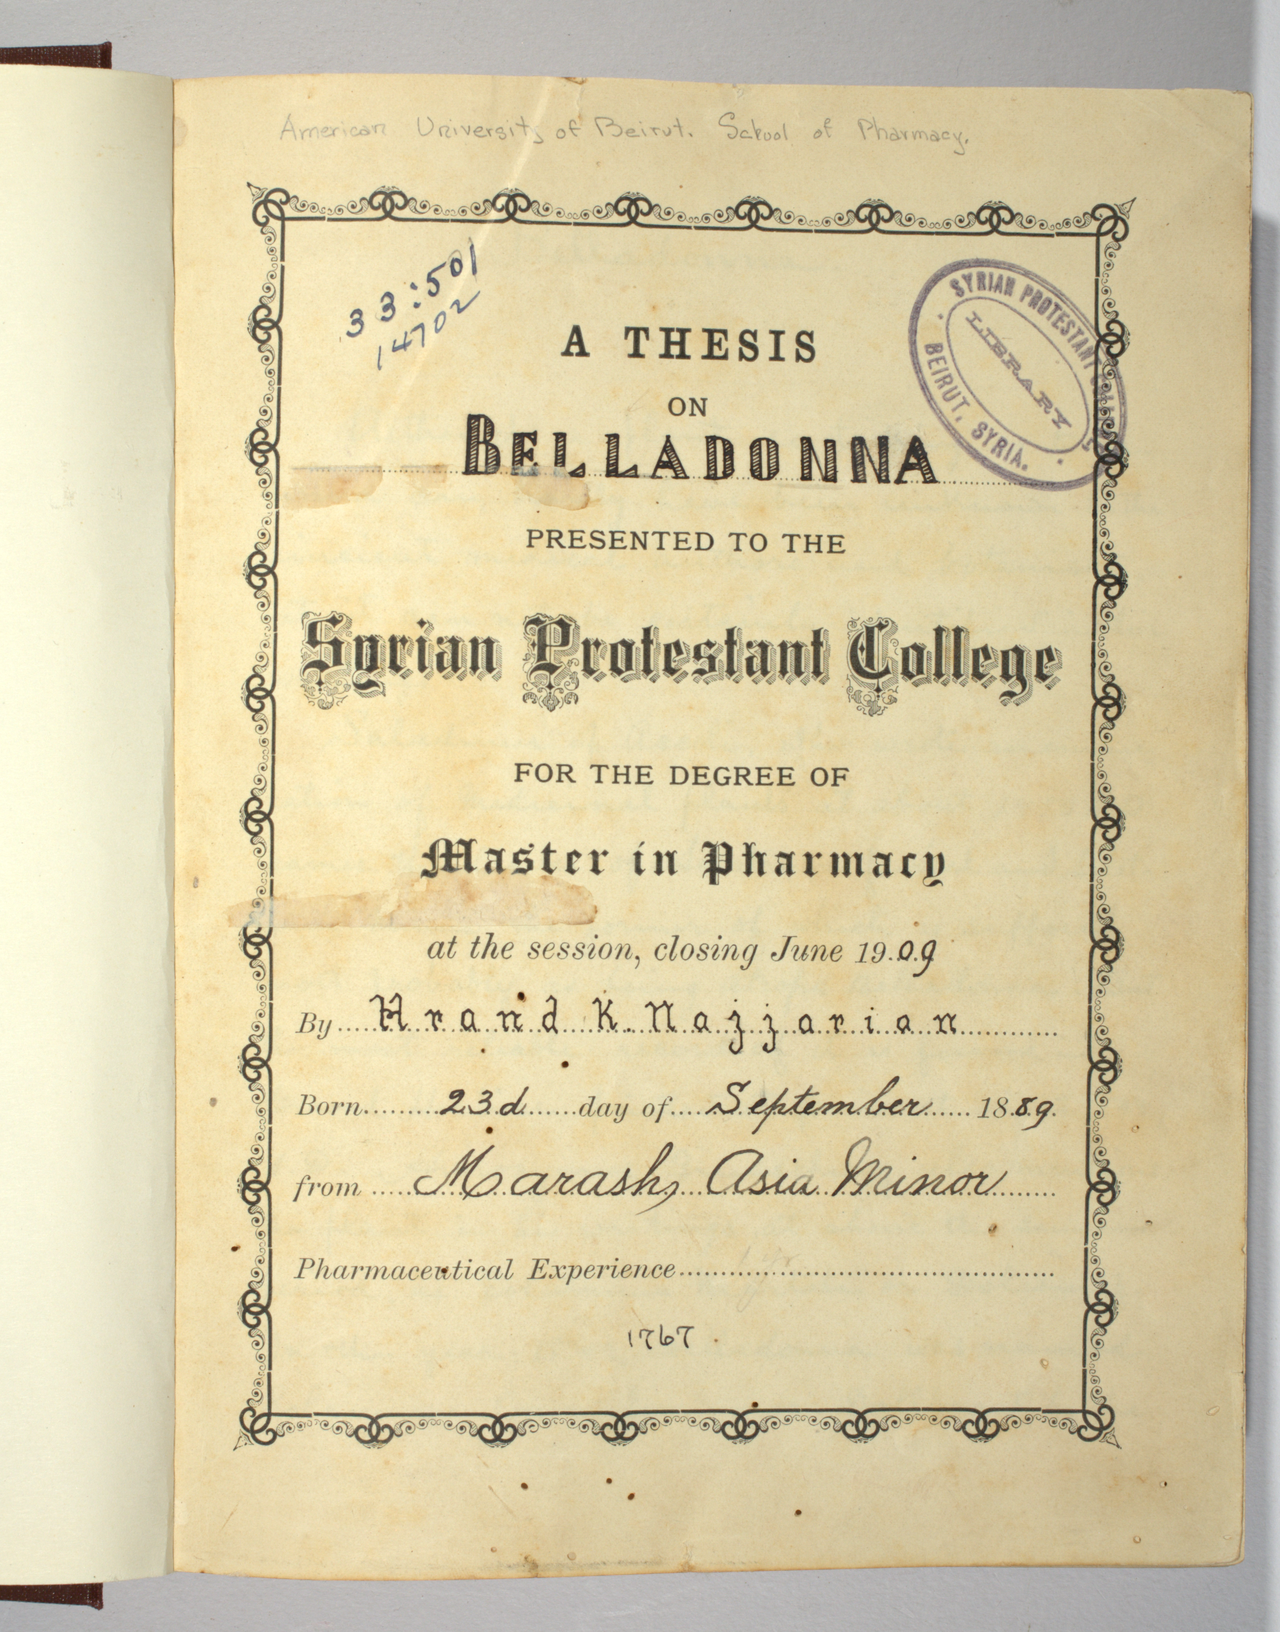 American University of Beirut. School of Pharmacy.
33:501
14702
SYRIAN PROTESTANT COLLEGE
LIBRARY
BEIRUT, SYRIA.
A THESIS
ON
BELLADONNA
PRESENTED TO THE
Syrian Protestant College
FOR THE DEGREE OF
Master in Pharmacy
at the session, closing June 1909
By Hrand K. Nazzarian
Born 23d day of September 1889.
from Marash, Asia Minor
Pharmaceutical Experience
1767